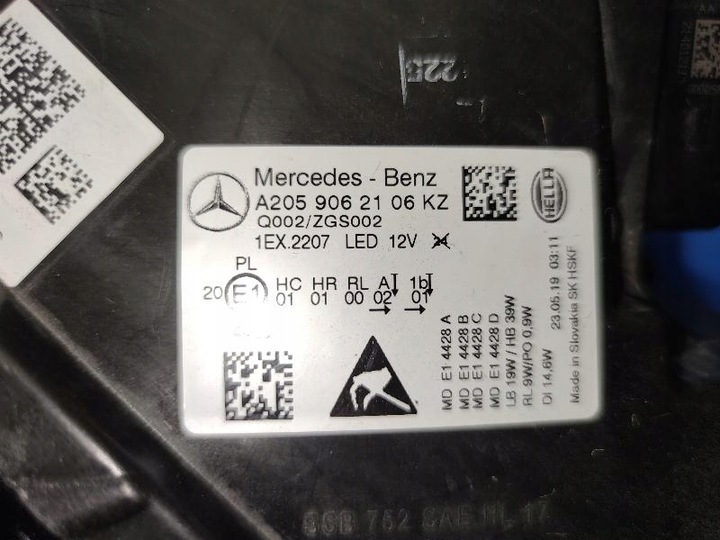 225
Mercedes - Benz
A205 906 21 06 KZ
Q002/ZGS002
1EX.2207 LED 12V
HELLA
PL
20 E1
HC HR RL A 1b
01 01 00 02 01
MD E1 4428 A
MD E1 4428 B
MD E1 4428 C
MD E1 4428 D
LB 19W / HB 39W
RL 9W/PO 0,9W
DI 14,6W
23.05.19 03:11
Made in Slovakia SK HSKF